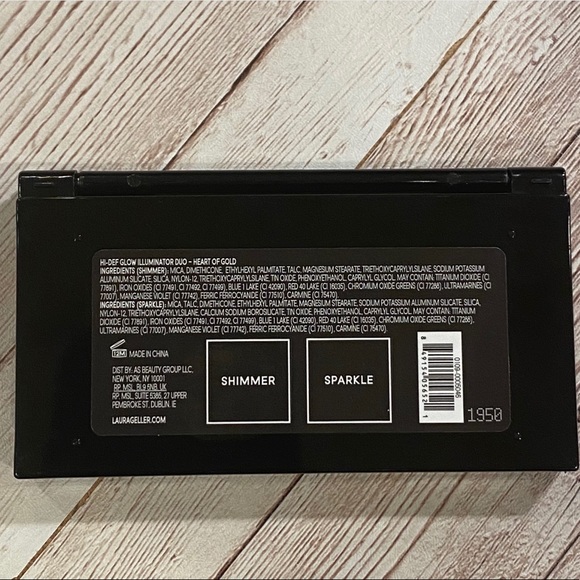 HI-DEF GLOW ILLUMINATOR DUO - HEART OF GOLD
INGREDIENTS (SHIMMER): MICA, DIMETHICONE, ETHYLHEXYL PALMITATE, TALC, MAGNESIUM STEARATE, TRIETHOXYCAPRYLYLSILANE, SODIUM POTASSIUM
ALUMINUM SILICATE, SILICA, NYLON-12, TRIETHOXYCAPRYLYLSILANE, TIN OXIDE, PHENOXYETHANOL, CAPRYLYL GLYCOL. MAY CONTAIN: TITANIUM DIOXIDE (CI
77891), IRON OXIDES (CI 77491, CI 77492, CI 77499), BLUE 1 LAKE (CI 42090), RED 40 LAKE (CI 16035), CHROMIUM OXIDE GREENS (CI 77288), ULTRAMARINES (CI
77007), MANGANESE VIOLET (CI 77742), FERRIC FERROCYANIDE (CI 77510), CARMINE (CI 75470).
INGREDIENTS (SPARKLE): MICA, TALC, DIMETHICONE, ETHYLHEXYL PALMITATE, MAGNESIUM STEARATE, SODIUM POTASSIUM ALUMINUM SILICATE, SILICA,
NYLON-12, TRIETHOXYCAPRYLYLSILANE, CALCIUM SODIUM BOROSILICATE, TIN OXIDE, PHENOXYETHANOL, CAPRYLYL GLYCOL. MAY CONTAIN: TITANIUM
DIOXIDE (CI 77891), IRON OXIDES (CI 77491, CI 77492, CI 77499), BLUE 1 LAKE (CI 42090), RED 40 LAKE (CI 16035), CHROMIUM OXIDE GREENS (CI 77288),
ULTRAMARINES (CI 77007), MANGANESE VIOLET (CI 77742), FERRIC FERROCYANIDE (CI 77510), CARMINE (CI 75470).
12M MADE IN CHINA
DIST BY. AS BEAUTY GROUP LLC,
NEW YORK, NY 10001
RP, MSL, BL9 6NB, UK
RP, MSL, SUITE 5385, 27 UPPER
PEMBROKE ST, DUBLIN. IE
LAURAGELLER.COM
SHIMMER
SPARKLE
1950